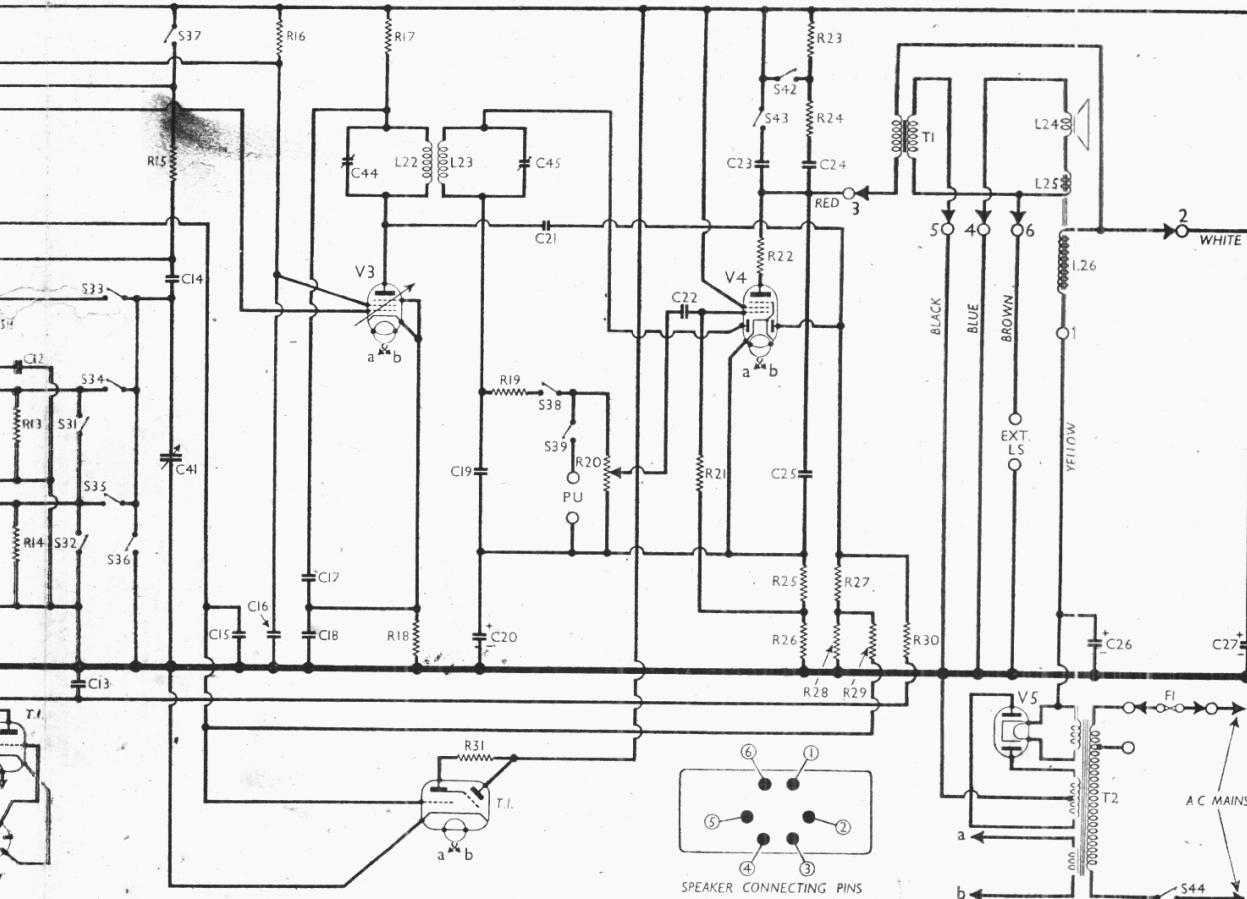 S37
R16
R17
R23
S42
S43
R24
T1
L24
R15
C44
L22
L23
C45
C23
C24
L25
RED
3
C21
5
4
6
2
WHITE
R22
V3
V4
L26
C14
S33
C22
BLACK
BLUE
BROWN
1
a b
a b
C12
S34
R19
S38
R13
S31
S39
EXT.
LS
YELLOW
C41
C19
R20
R21
C25
S35
PU
R14
S32
S36
C17
R25
R27
C16
C15
C18
R18
+
C20
–
R26
R30
+
C26
–
C27
+
–
C13
R28
R29
V5
F1
T.I.
R31
T.I.
a b
6
1
5
2
4
3
SPEAKER CONNECTING PINS
T2
A C MAINS
a
b
S44